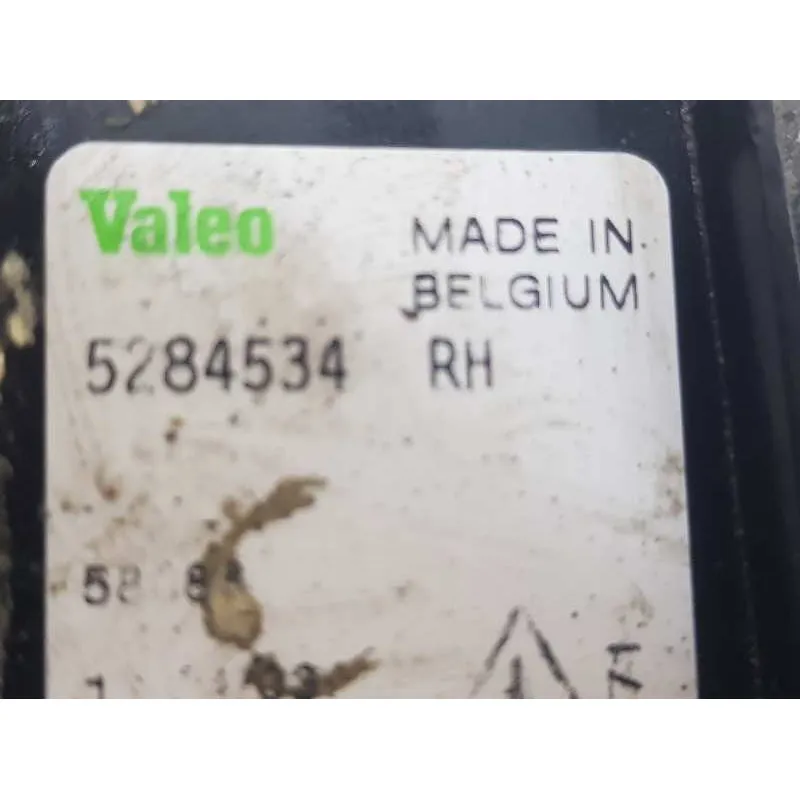 Valeo
MADE IN
BELGIUM
5284534 RH